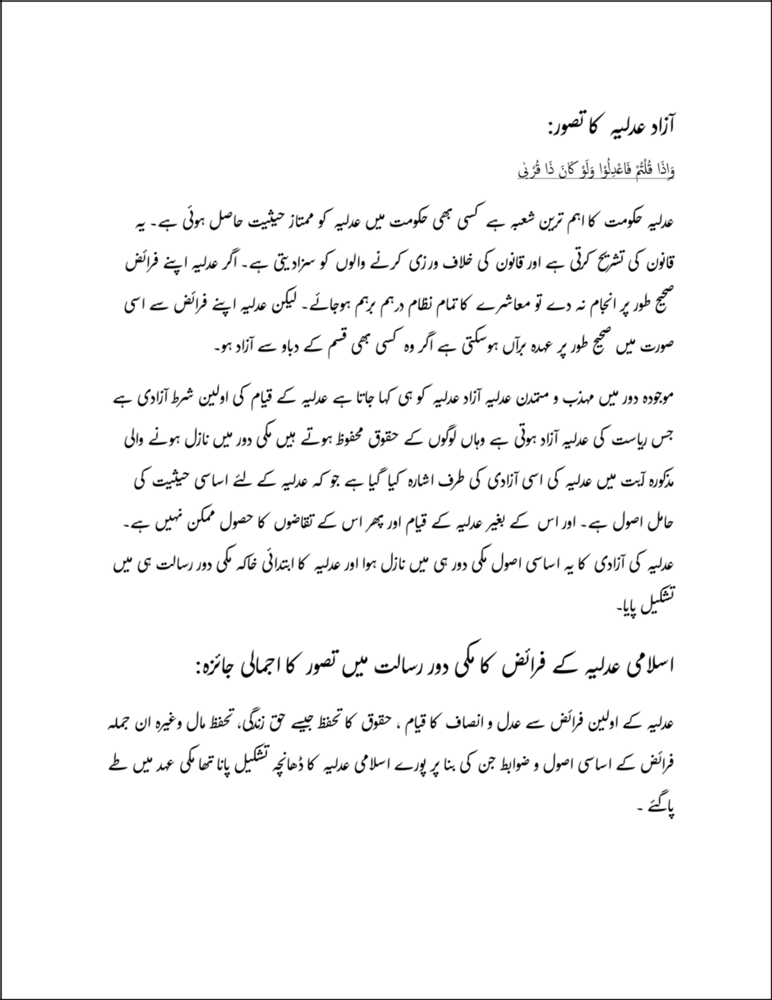 آزاد عدلیہ کا تصور:
وَاِذَا قُلْتُمْ فَاعْدِلُوْا وَلَوْ كَانَ ذَا قُرْبٰی
عدلیہ حکومت کا اہم ترین شعبہ ہے کسی بھی حکومت میں عدلیہ کو ممتاز حیثیت حاصل ہوئی ہے۔ یہ
قانون کی تشریح کرتی ہے اور قانون کی خلاف ورزی کرنے والوں کو سزادیتی ہے۔ اگر عدلیہ اپنے فرائض
صحیح طور پر انجام نہ دے تو معاشرے کا تمام نظام درہم برہم ہوجائے۔ لیکن عدلیہ اپنے فرائض سے اسی
صورت میں صحیح طور پر عہدہ برآں ہوسکتی ہے اگر وہ کسی بھی قسم کے دباو سے آزاد ہو۔
موجودہ دور میں مہذب و متمدن عدلیہ آزاد عدلیہ کو ہی کہا جاتا ہے عدلیہ کے قیام کی اولین شرط آزادی ہے
جس ریاست کی عدلیہ آزاد ہوتی ہے وہاں لوگوں کے حقوق محفوظ ہوتے ہیں مکی دور میں نازل ہونے والی
مذکورہ آیت میں عدلیہ کی اسی آزادی کی طرف اشارہ کیا گیا ہے جو کہ عدلیہ کے لئے اساسی حیثیت کی
حامل اصول ہے۔ اور اس کے بغیر عدلیہ کے قیام اور پھر اس کے تقاضوں کا حصول ممکن نہیں ہے۔
عدلیہ کی آزادی کا یہ اساسی اصول مکی دور ہی میں نازل ہوا اور عدلیہ کا ابتدائی خاکہ مکی دور رسالت ہی میں
تشکیل پایا۔
اسلامی عدلیہ کے فرائض کا مکی دور رسالت میں تصور کا اجمالی جائزہ:
عدلیہ کے اولین فرائض سے عدل و انصاف کا قیام ، حقوق کا تحفظ جیسے حق زندگی، تحفظ مال وغیرہ ان جملہ
فرائض کے اساسی اصول و ضوابط جن کی بنا پر پورے اسلامی عدلیہ کا ڈھانچہ تشکیل پانا تھا مکی عہد میں طے
پاگئے ۔